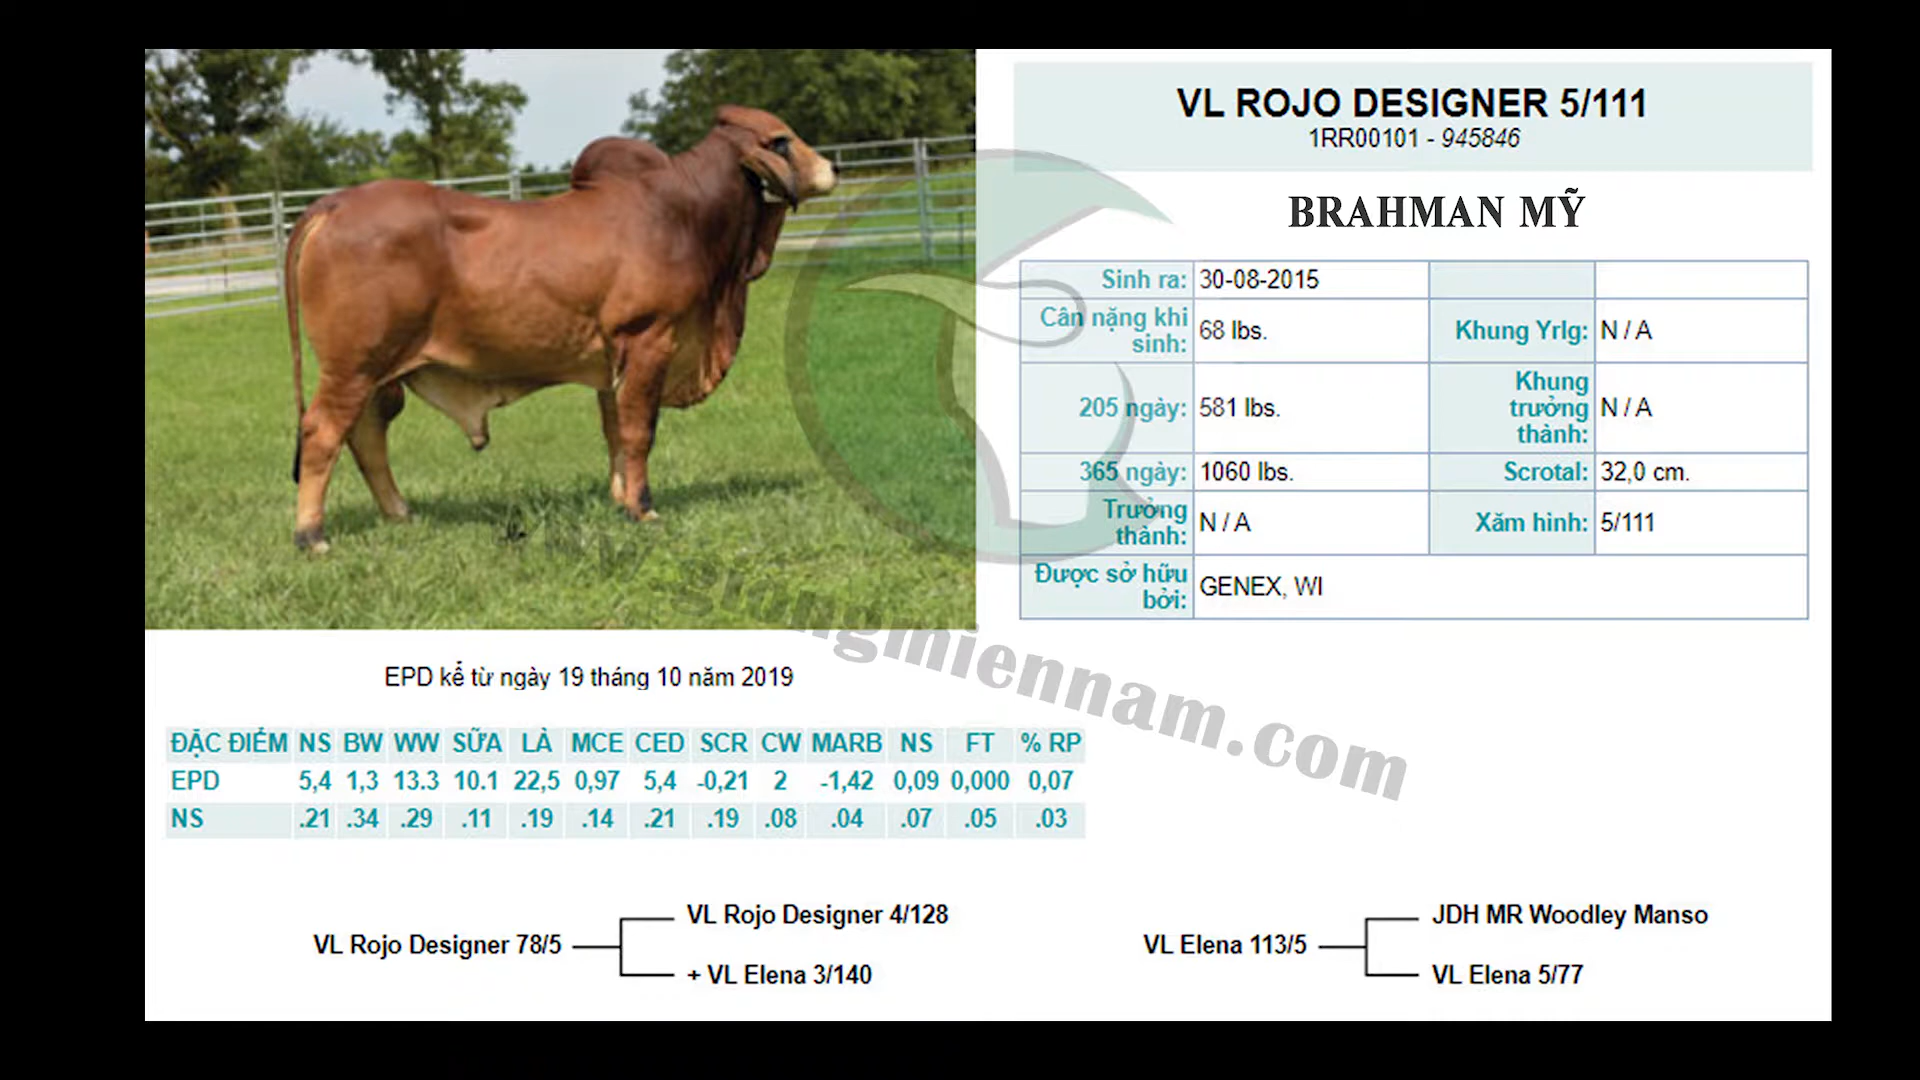 VL ROJO DESIGNER 5/111
1RR00101 - 945846
BRAHMAN MỸ
Sinh ra: 30-08-2015
Cân nặng khi sinh: 68 lbs. Khung Yrlg: N / A
205 ngày: 581 lbs. Khung trưởng thành: N / A
365 ngày: 1060 lbs. Scrotal: 32,0 cm.
Trưởng thành: N / A Xăm hình: 5/111
Được sở hữu bởi: GENEX, WI
www.giongmiennam.com
EPD kể từ ngày 19 tháng 10 năm 2019
ĐẶC ĐIỂM NS BW WW SỮA LÀ MCE CED SCR CW MARB NS FT % RP
EPD 5,4 1,3 13.3 10.1 22,5 0,97 5,4 -0,21 2 -1,42 0,09 0,000 0,07
NS .21 .34 .29 .11 .19 .14 .21 .19 .08 .04 .07 .05 .03
VL Rojo Designer 4/128
VL Rojo Designer 78/5
+ VL Elena 3/140
JDH MR Woodley Manso
VL Elena 113/5
VL Elena 5/77